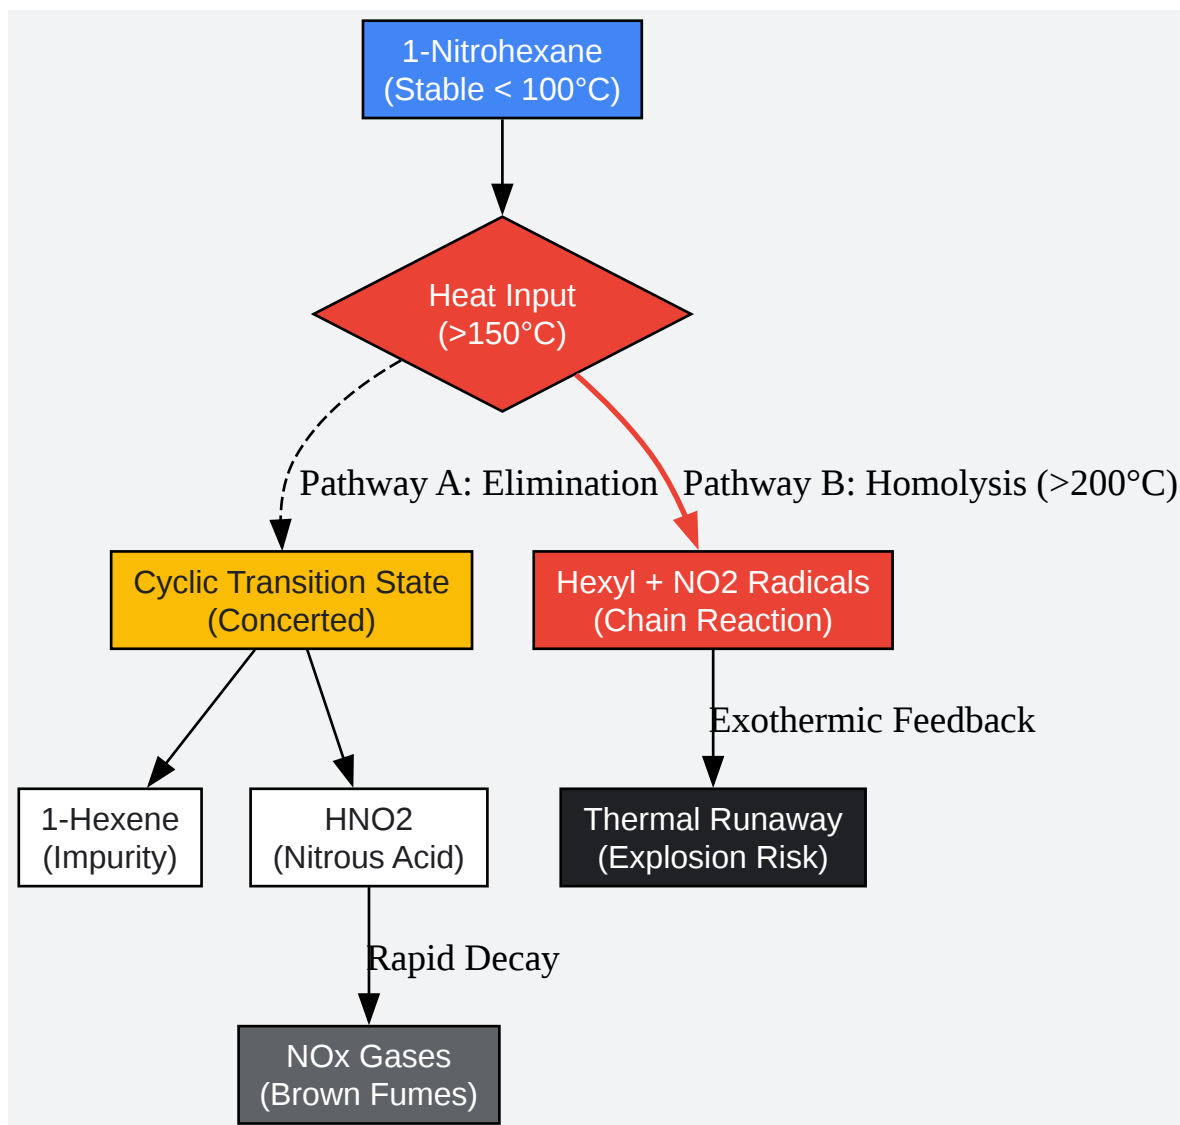 1-Nitrohexane
(Stable < 100°C)
Heat Input
(>150°C)
Pathway A: Elimination
Pathway B: Homolysis (>200°C)
Cyclic Transition State
(Concerted)
Hexyl + NO2 Radicals
(Chain Reaction)
Exothermic Feedback
1-Hexene
(Impurity)
HNO2
(Nitrous Acid)
Thermal Runaway
(Explosion Risk)
Rapid Decay
NOx Gases
(Brown Fumes)